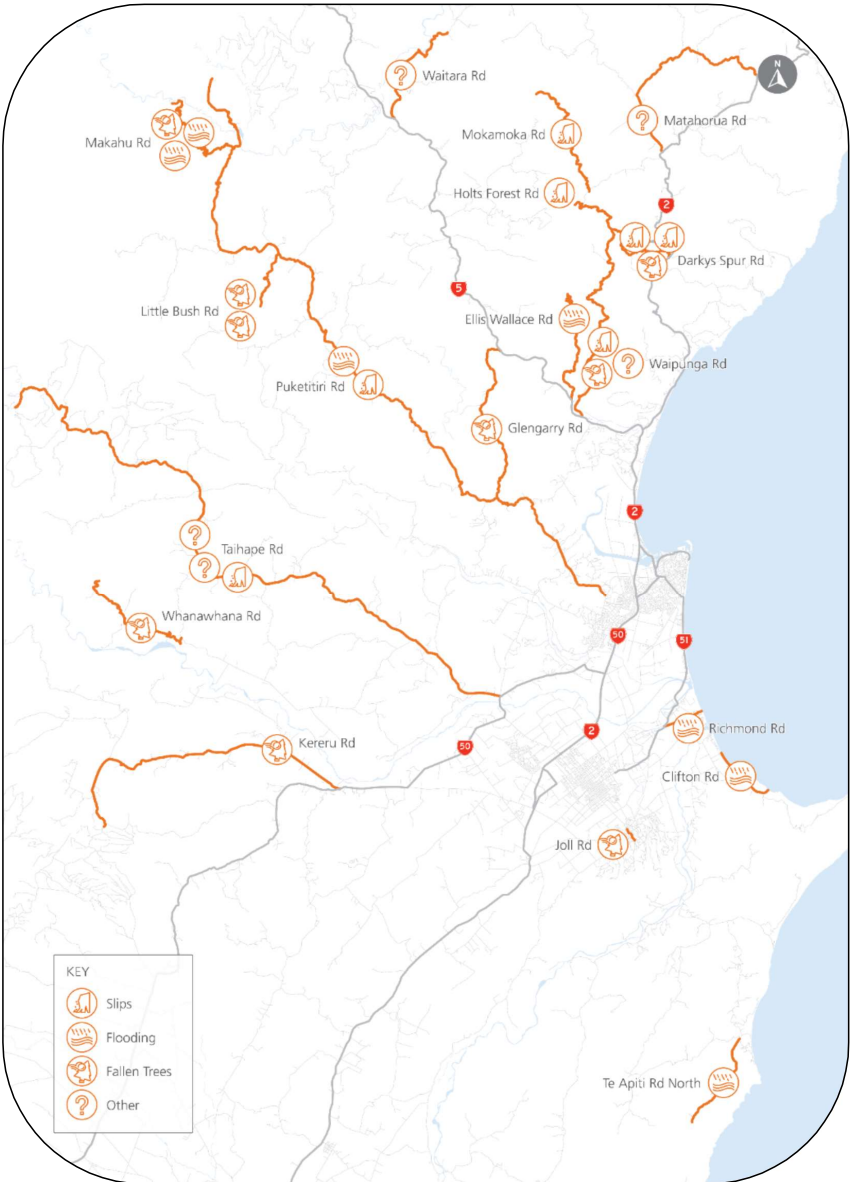 N
Waitara Rd
Matahorua Rd
Mokamoka Rd
Makahu Rd
Holts Forest Rd
2
Darkys Spur Rd
5
Little Bush Rd
Ellis Wallace Rd
Waipunga Rd
Puketitiri Rd
Glengarry Rd
2
Taihape Rd
Whanawhana Rd
50
51
Richmond Rd
2
Kereru Rd
50
Clifton Rd
Joll Rd
KEY
Slips
Flooding
Fallen Trees
? Other
Te Apiti Rd North